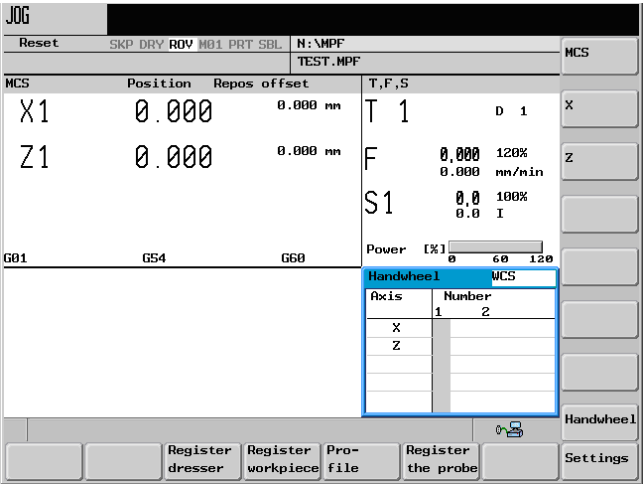 JOG
Reset SKP DRY ROV M01 PRT SBL N:\MPF
TEST.MPF
MCS Position Repos offset T,F,S
X1 0.000 0.000 mm T 1 D 1
Z1 0.000 0.000 mm F 0.000 120%
0.000 mm/min
S1 0.0 100%
0.0 I
Power [%]
0 60 120
G01 G54 G60
Handwheel WCS
Axis Number
1 2
X
Z
MCS
X
Z
Handwheel
Settings
Register dresser
Register workpiece
Pro-
file
Register
the probe